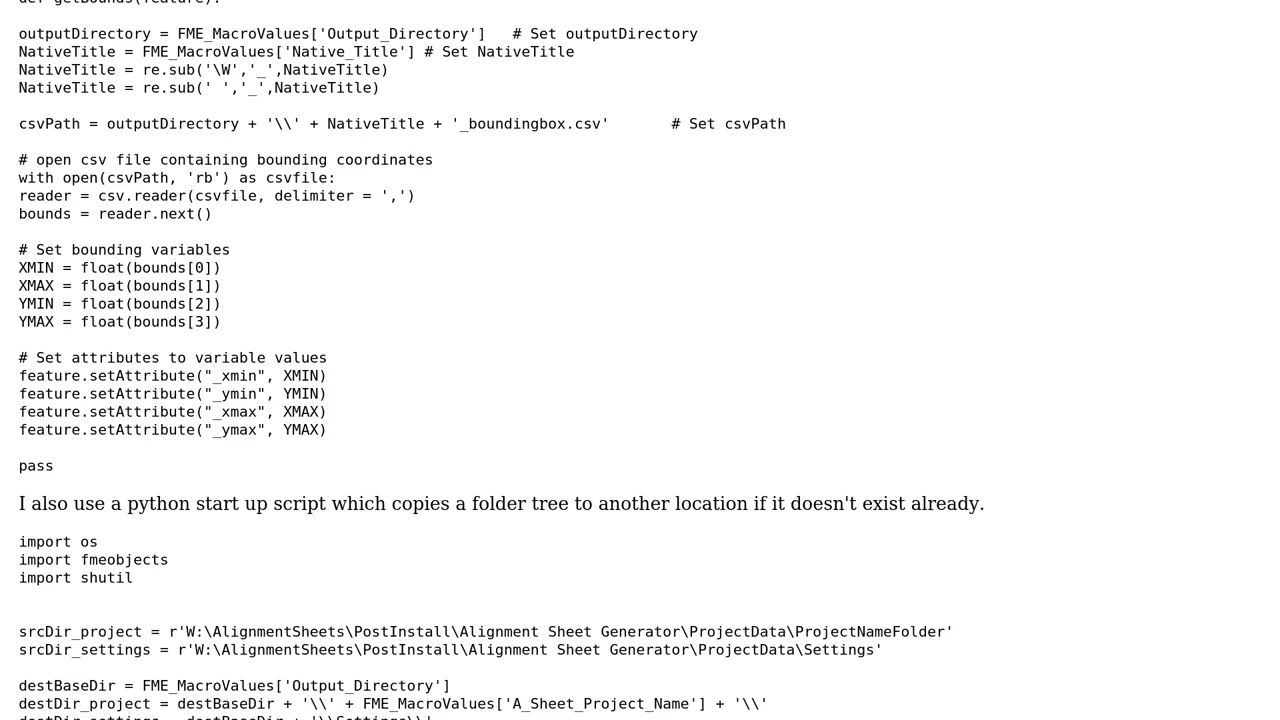 def getBounds(feature):
outputDirectory = FME_MacroValues['Output_Directory']   # Set outputDirectory
NativeTitle = FME_MacroValues['Native_Title'] # Set NativeTitle
NativeTitle = re.sub('\W','_',NativeTitle)
NativeTitle = re.sub(' ','_',NativeTitle)
csvPath = outputDirectory + '\\' + NativeTitle + '_boundingbox.csv'       # Set csvPath
# open csv file containing bounding coordinates
with open(csvPath, 'rb') as csvfile:
reader = csv.reader(csvfile, delimiter = ',')
bounds = reader.next()
# Set bounding variables
XMIN = float(bounds[0])
XMAX = float(bounds[1])
YMIN = float(bounds[2])
YMAX = float(bounds[3])
# Set attributes to variable values
feature.setAttribute("_xmin", XMIN)
feature.setAttribute("_ymin", YMIN)
feature.setAttribute("_xmax", XMAX)
feature.setAttribute("_ymax", YMAX)
pass
I also use a python start up script which copies a folder tree to another location if it doesn't exist already.
import os
import fmeobjects
import shutil
srcDir_project = r'W:\AlignmentSheets\PostInstall\Alignment Sheet Generator\ProjectData\ProjectNameFolder'
srcDir_settings = r'W:\AlignmentSheets\PostInstall\Alignment Sheet Generator\ProjectData\Settings'
destBaseDir = FME_MacroValues['Output_Directory']
destDir_project = destBaseDir + '\\' + FME_MacroValues['A_Sheet_Project_Name'] + '\\'
destDir_settings = destBaseDir + '\\Settings\\'